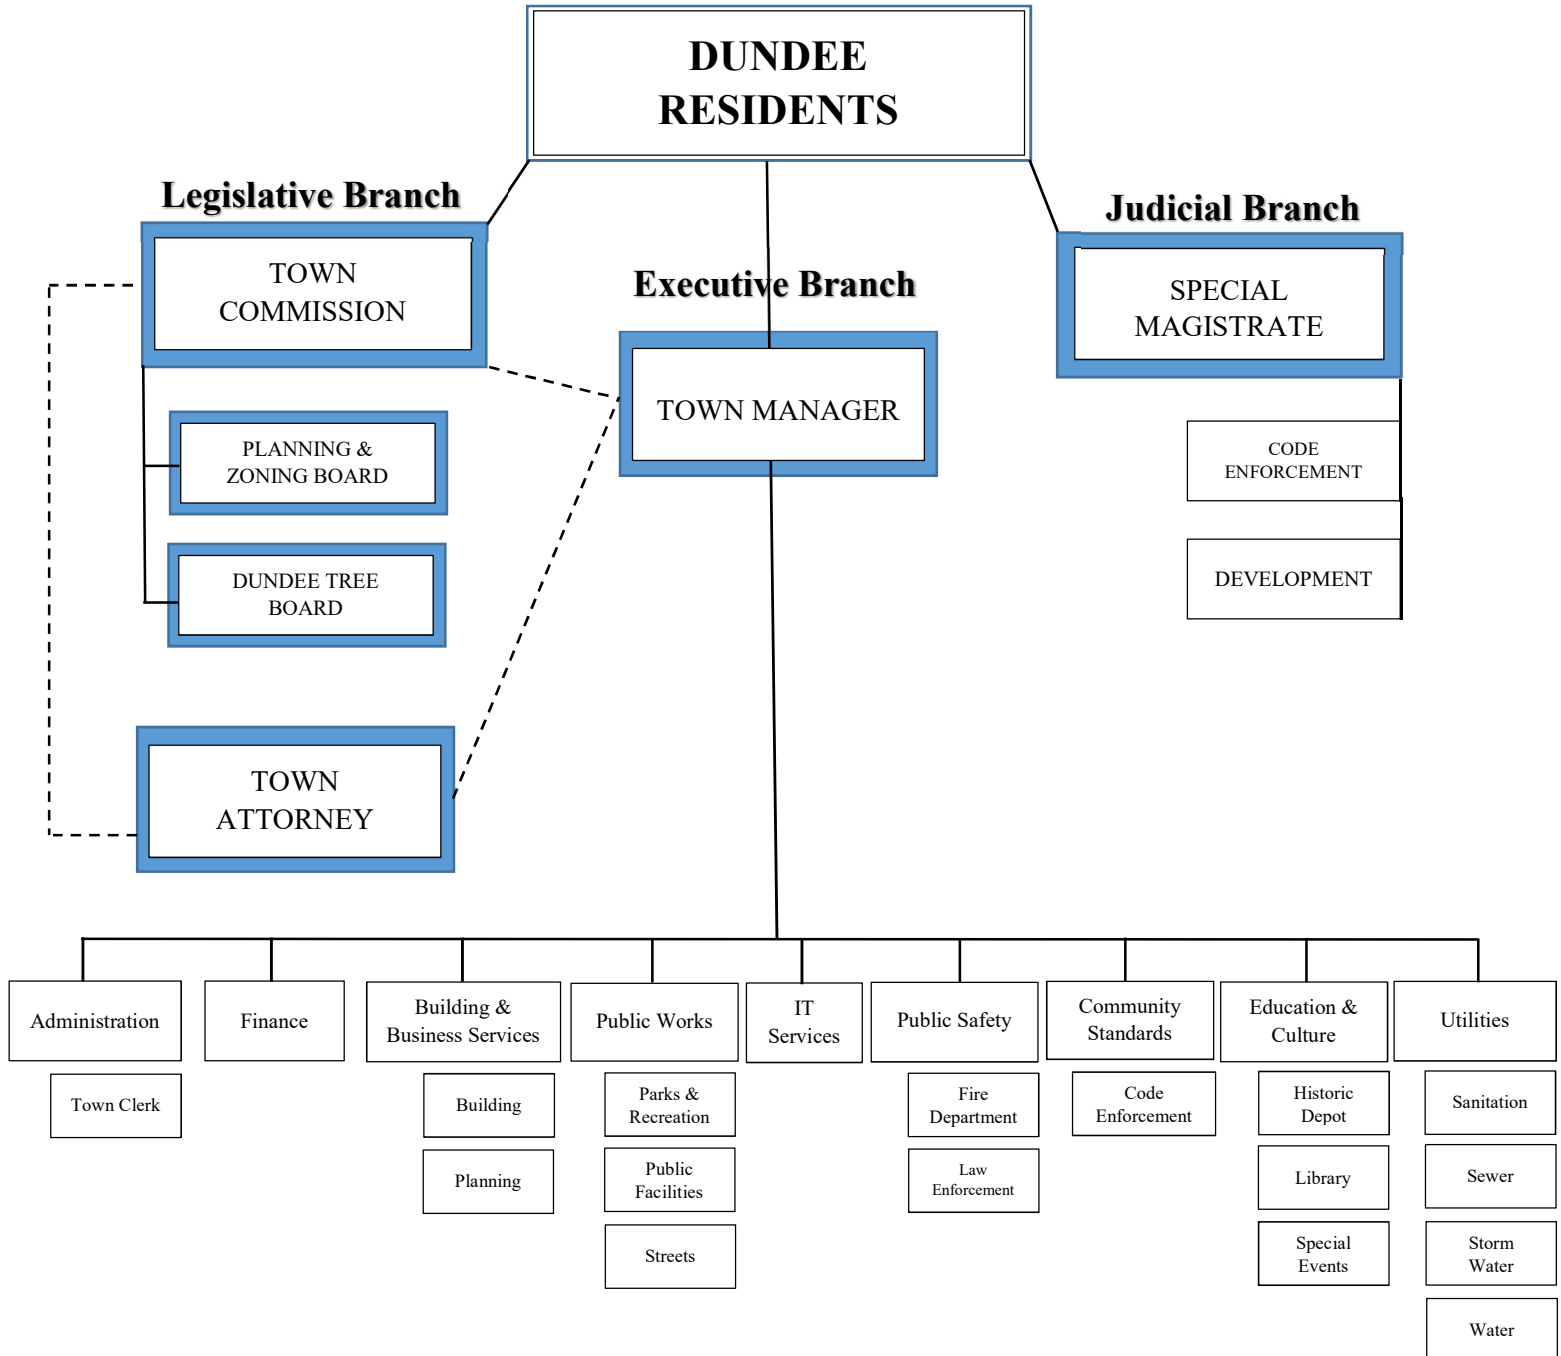 DUNDEE
RESIDENTS
Legislative Branch
Judicial Branch
Executive Branch
TOWN
COMMISSION
SPECIAL
MAGISTRATE
TOWN MANAGER
PLANNING &
ZONING BOARD
CODE
ENFORCEMENT
DUNDEE TREE
BOARD
DEVELOPMENT
TOWN
ATTORNEY
Administration
Finance
Building &
Business Services
Public Works
IT
Services
Public Safety
Community
Standards
Education &
Culture
Utilities
Town Clerk
Building
Planning
Parks &
Recreation
Public
Facilities
Streets
Fire
Department
Law
Enforcement
Code
Enforcement
Historic
Depot
Library
Special
Events
Sanitation
Sewer
Storm
Water
Water